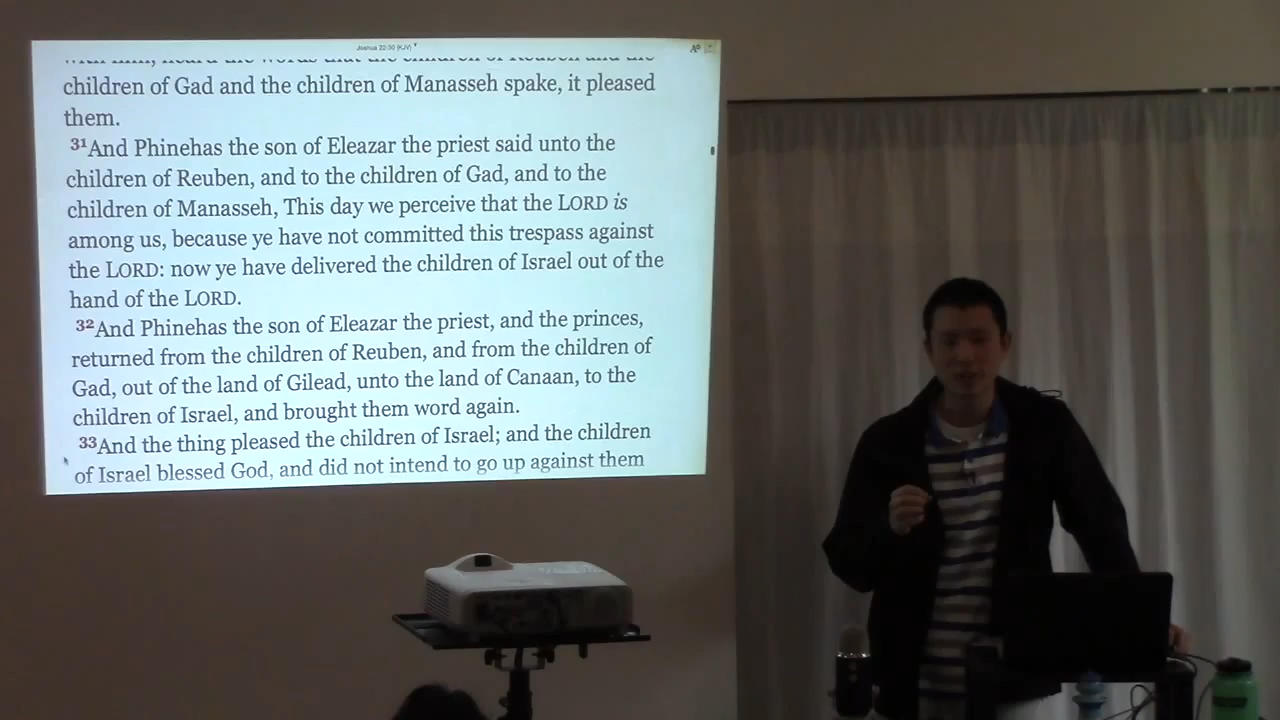 Joshua 22:30 (KJV)
children of Gad and the children of Manasseh spake, it pleased
them.
31And Phinehas the son of Eleazar the priest said unto the
children of Reuben, and to the children of Gad, and to the
children of Manasseh, This day we perceive that the LORD is
among us, because ye have not committed this trespass against
the LORD: now ye have delivered the children of Israel out of the
hand of the LORD.
32And Phinehas the son of Eleazar the priest, and the princes,
returned from the children of Reuben, and from the children of
Gad, out of the land of Gilead, unto the land of Canaan, to the
children of Israel, and brought them word again.
33And the thing pleased the children of Israel; and the children
of Israel blessed God, and did not intend to go up against them